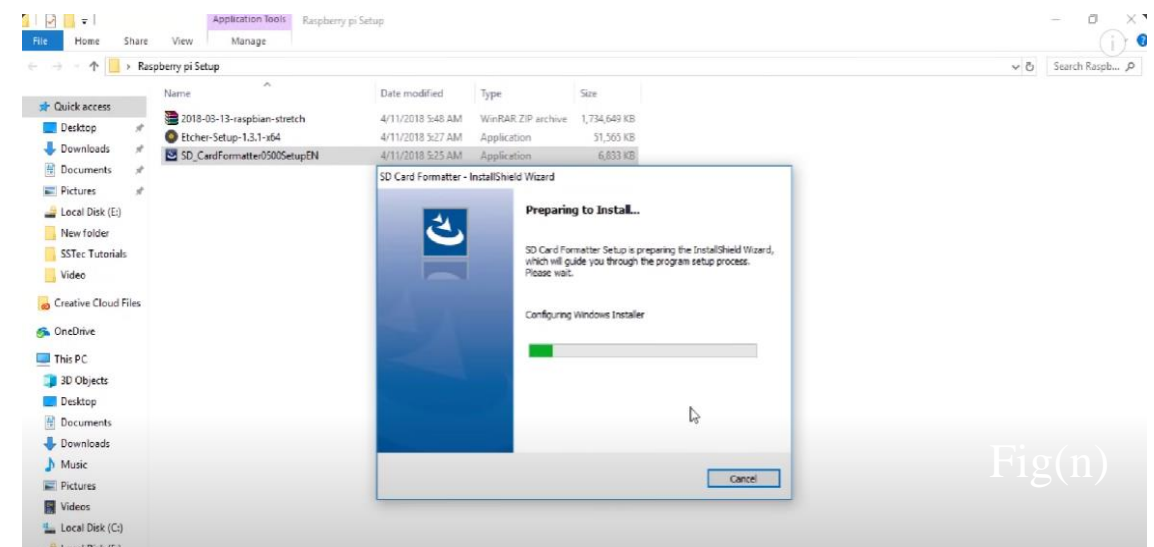 Application Tools Raspberry pi Setup
File Home Share View Manage
Raspberry pi Setup
Search Raspb...
Name Date modified Type Size
2018-03-13-raspbian-stretch 4/11/2018 5:48 AM WinRAR ZIP archive 1,734,649 KB
Etcher-Setup-1.3.1-x64 4/11/2018 5:27 AM Application 51,565 KB
SD_CardFormatter0500SetupEN 4/11/2018 5:25 AM Application 6,833 KB
Quick access
Desktop
Downloads
Documents
Pictures
Local Disk (E:)
New folder
SSTec Tutorials
Video
Creative Cloud Files
OneDrive
This PC
3D Objects
Desktop
Documents
Downloads
Music
Pictures
Videos
Local Disk (C:)
SD Card Formatter - InstallShield Wizard
Preparing to Install...
SD Card Formatter Setup is preparing the InstallShield Wizard,
which will guide you through the program setup process.
Please wait.
Configuring Windows Installer
Cancel
Fig(n)